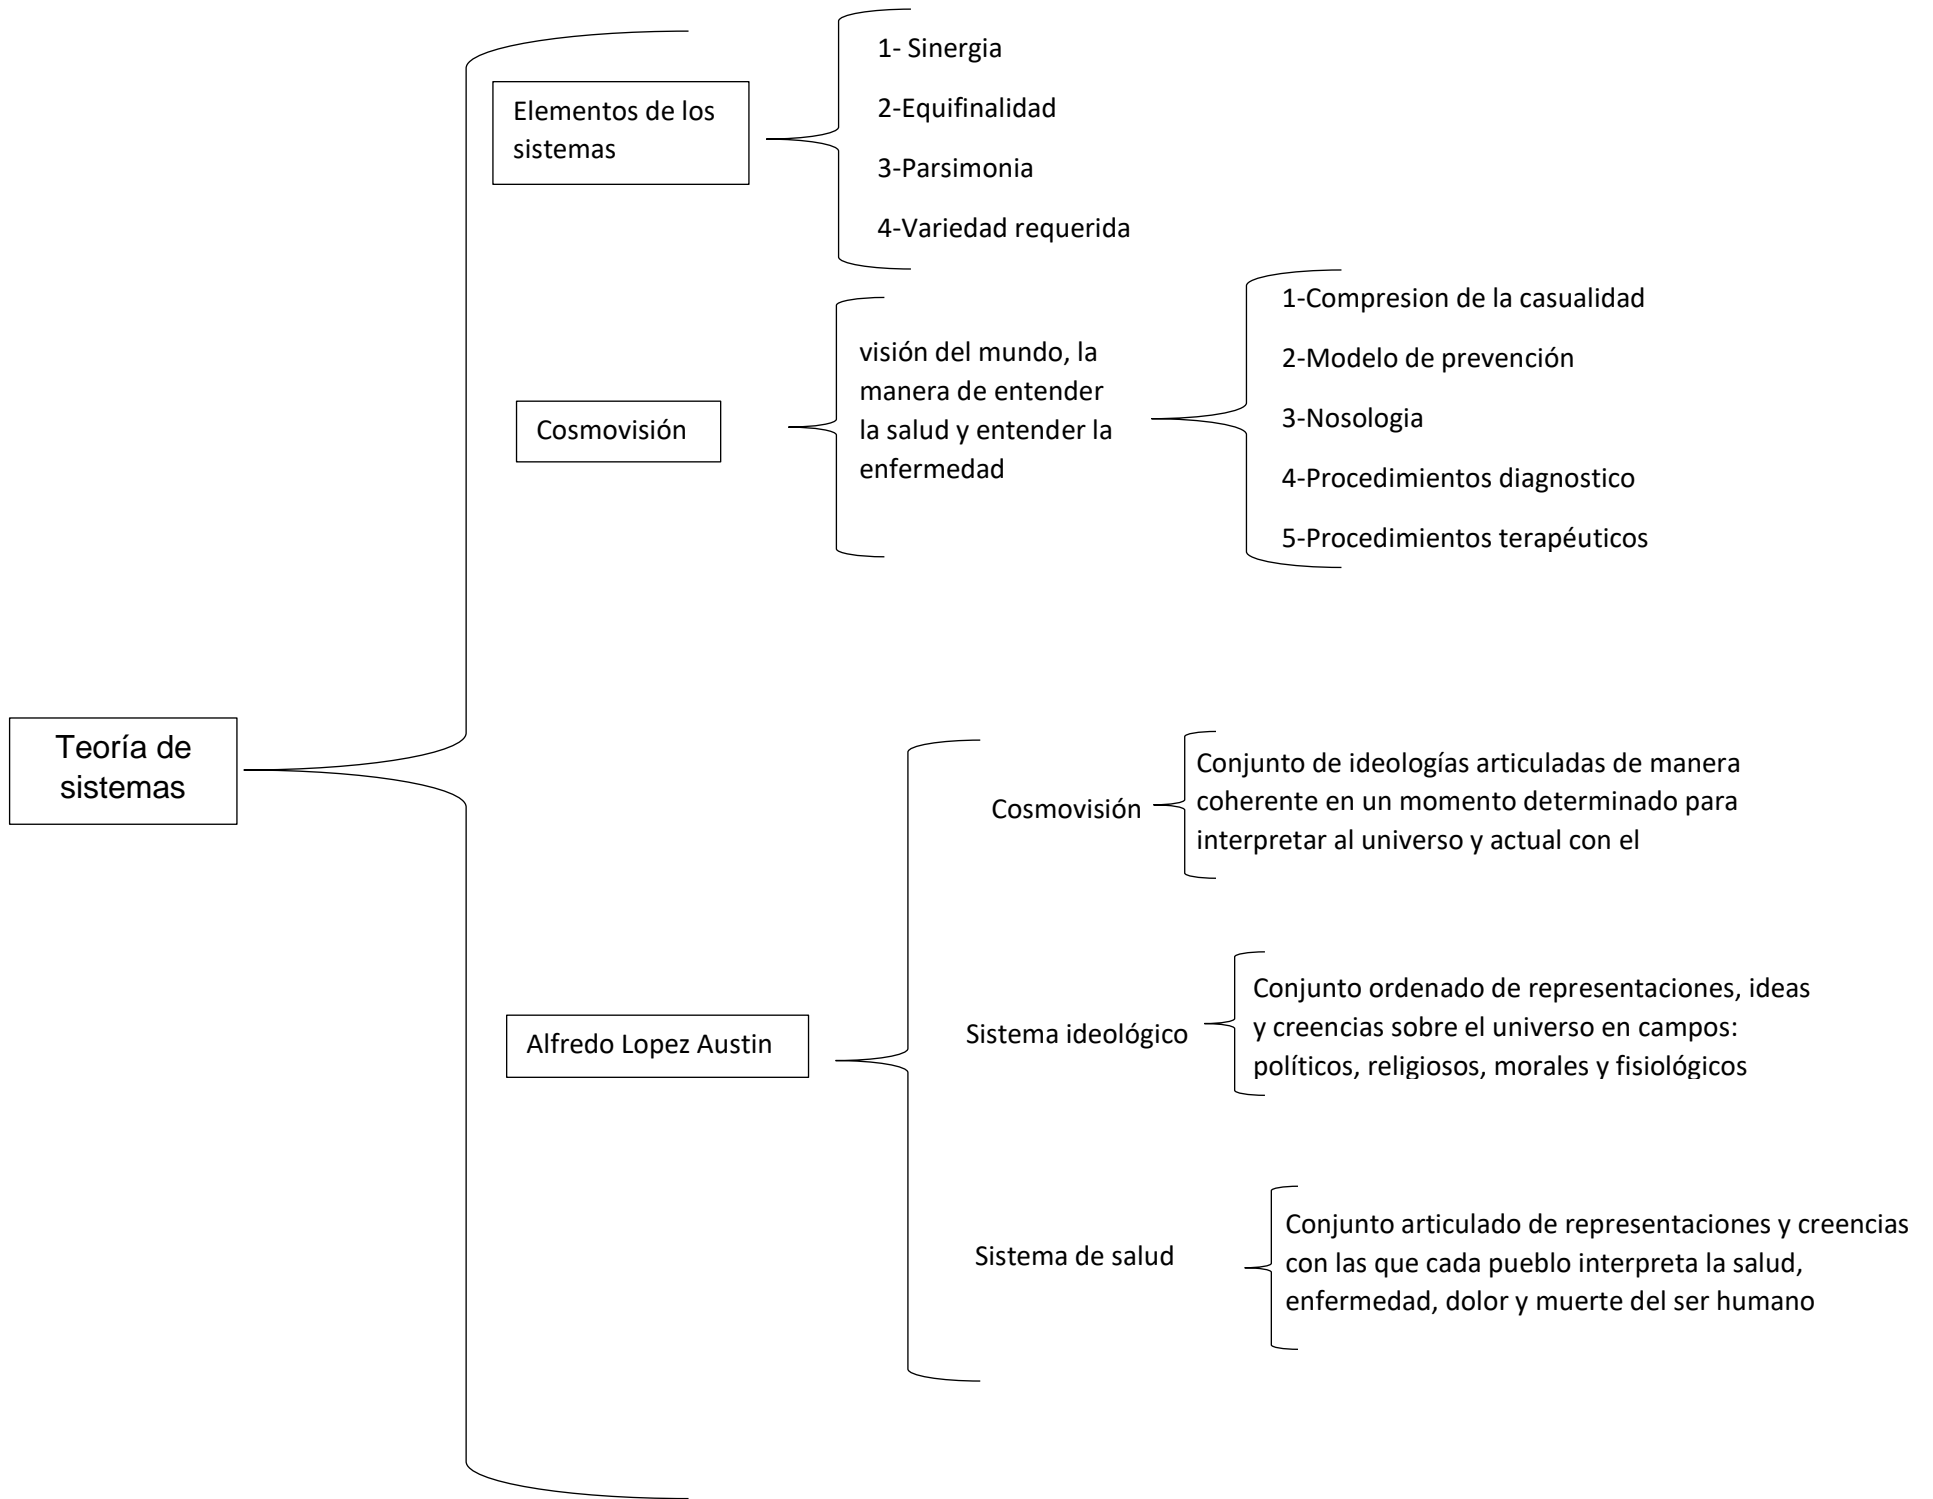 Teoría de
sistemas
Elementos de los
sistemas
1- Sinergia
2-Equifinalidad
3-Parsimonia
4-Variedad requerida
Cosmovisión
visión del mundo, la
manera de entender
la salud y entender la
enfermedad
1-Compresion de la casualidad
2-Modelo de prevención
3-Nosologia
4-Procedimientos diagnostico
5-Procedimientos terapéuticos
Alfredo Lopez Austin
Cosmovisión
Conjunto de ideologías articuladas de manera
coherente en un momento determinado para
interpretar al universo y actual con el
Sistema ideológico
Conjunto ordenado de representaciones, ideas
y creencias sobre el universo en campos:
políticos, religiosos, morales y fisiológicos
Sistema de salud
Conjunto articulado de representaciones y creencias
con las que cada pueblo interpreta la salud,
enfermedad, dolor y muerte del ser humano